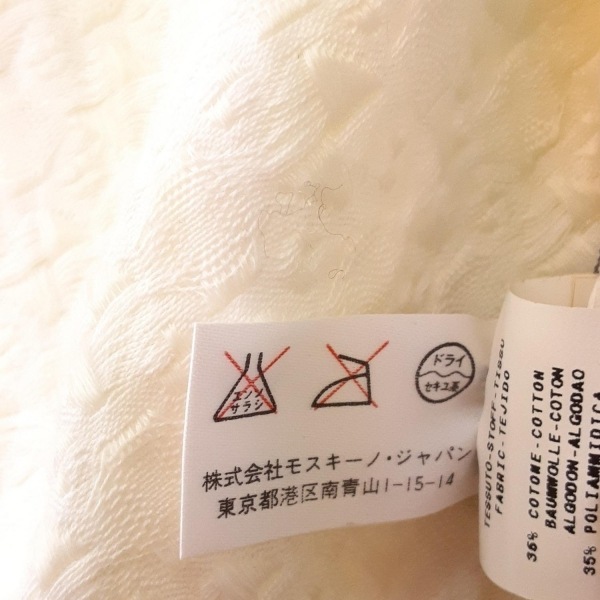 エンソ
サラシ
ドライ
セキユ系
株式会社モスキーノ・ジャパン
東京都港区南青山1-15-14
TESSUTO-STOFF-TISSU
FABRIC-TEJIDO
36% COTONE-COTTON
BAUMWOLLE-COTON
ALGODON-ALGODAO
35% POLIAMMIDICA